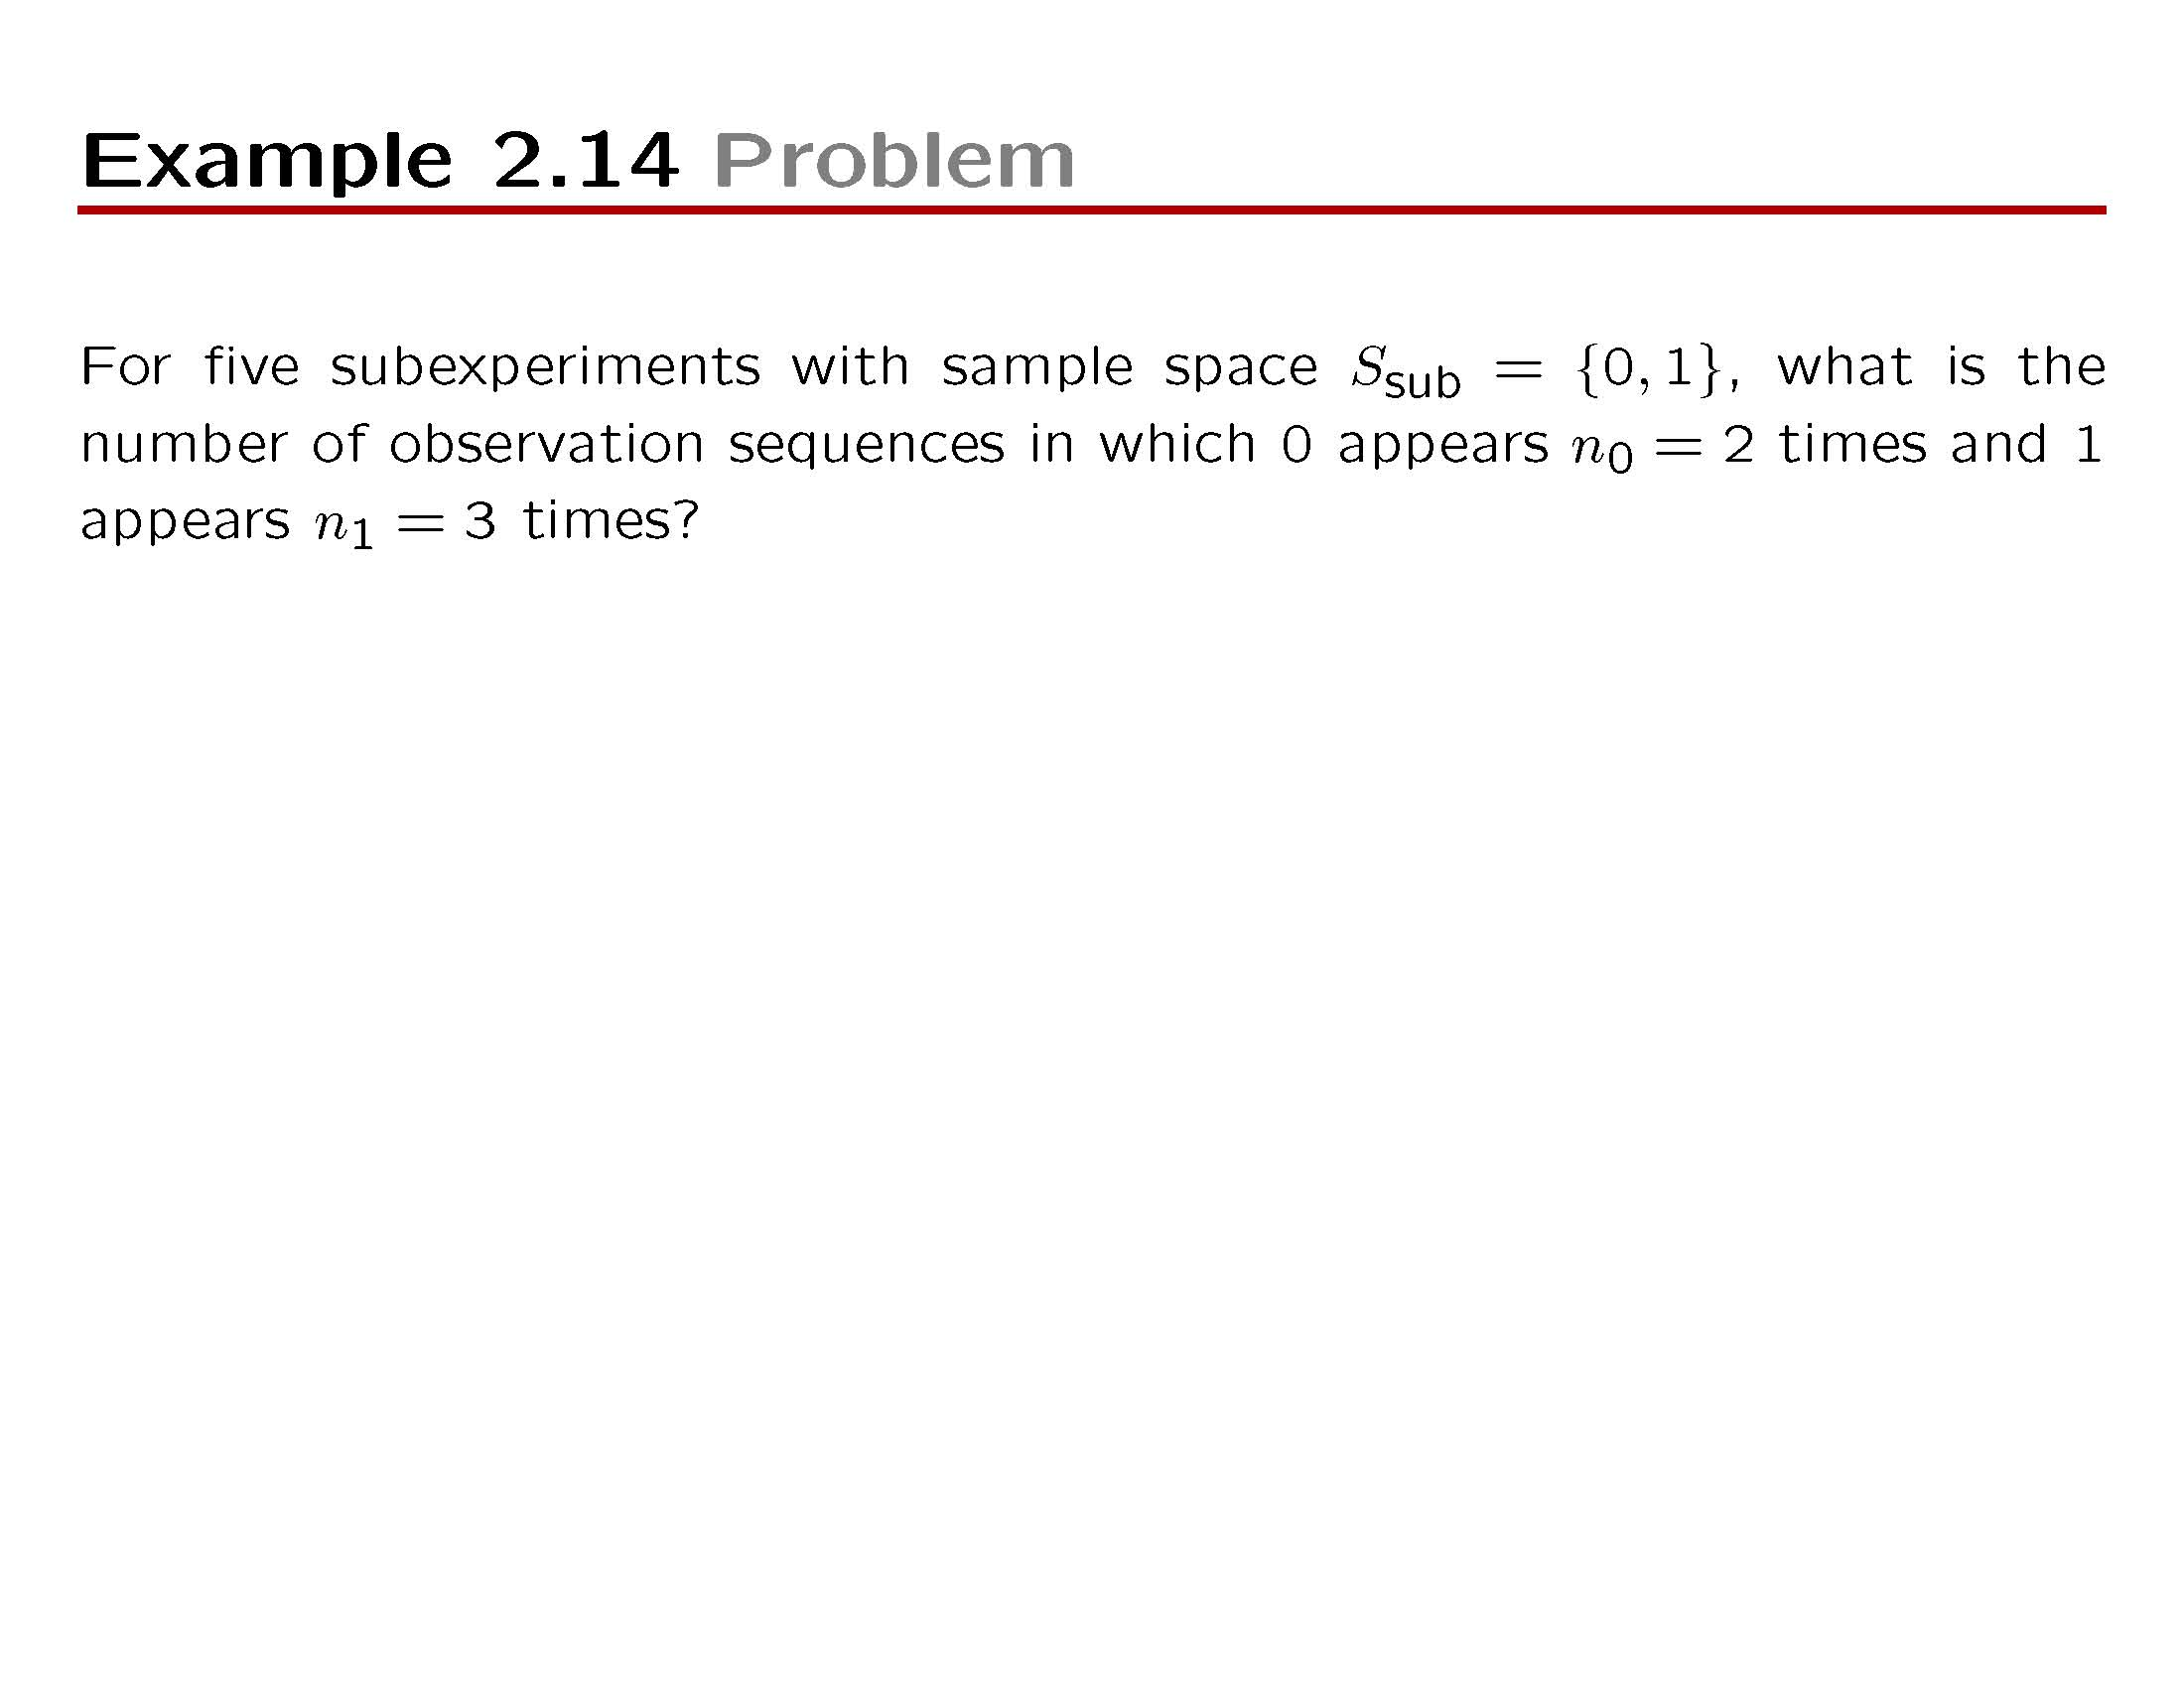 Example 2.14 Problem
For five subexperiments with sample space S_sub = {0, 1}, what is the
number of observation sequences in which 0 appears n_0 = 2 times and 1
appears n_1 = 3 times?